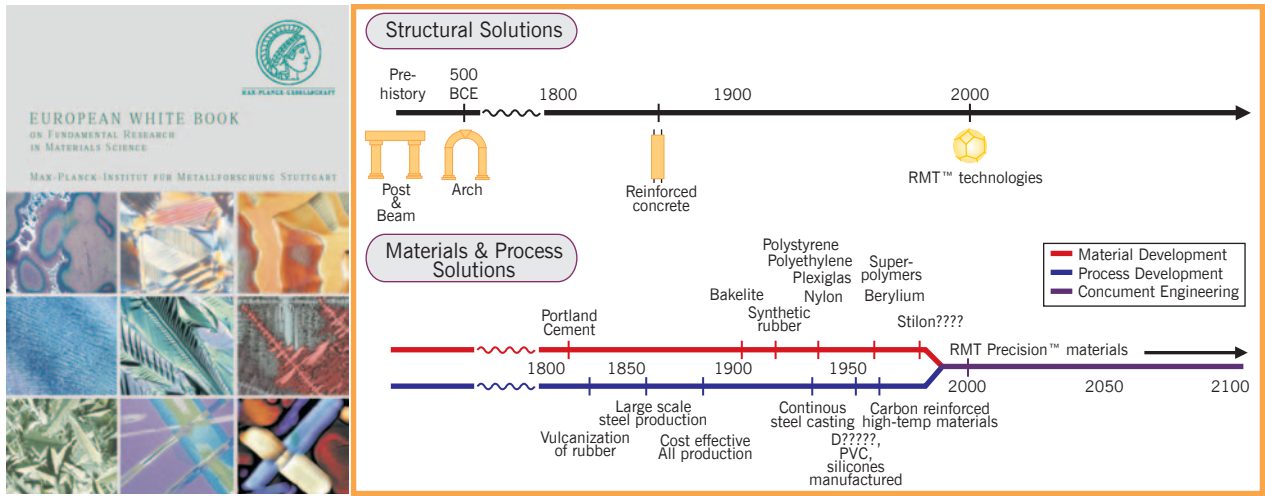 MAX-PLANCK-GESELLSCHAFT
EUROPEAN WHITE BOOK
ON FUNDAMENTAL RESEARCH
IN MATERIALS SCIENCE
MAX-PLANCK-INSTITUT FÜR METALLFORSCHUNG STUTTGART
Structural Solutions
Pre-
history
500
BCE
1800
1900
2000
Post
&
Beam
Arch
Reinforced
concrete
RMT™ technologies
Materials & Process
Solutions
Material Development
Process Development
Concument Engineering
Portland
Cement
Bakelite
Synthetic
rubber
Polystyrene
Polyethylene
Plexiglas
Nylon
Super-
polymers
Berylium
Stilon????
RMT Precision™ materials
1800
1850
1900
1950
2000
2050
2100
Vulcanization
of rubber
Large scale
steel production
Cost effective
All production
Continous
steel casting
D?????,
PVC,
silicones
manufactured
Carbon reinforced
high-temp materials